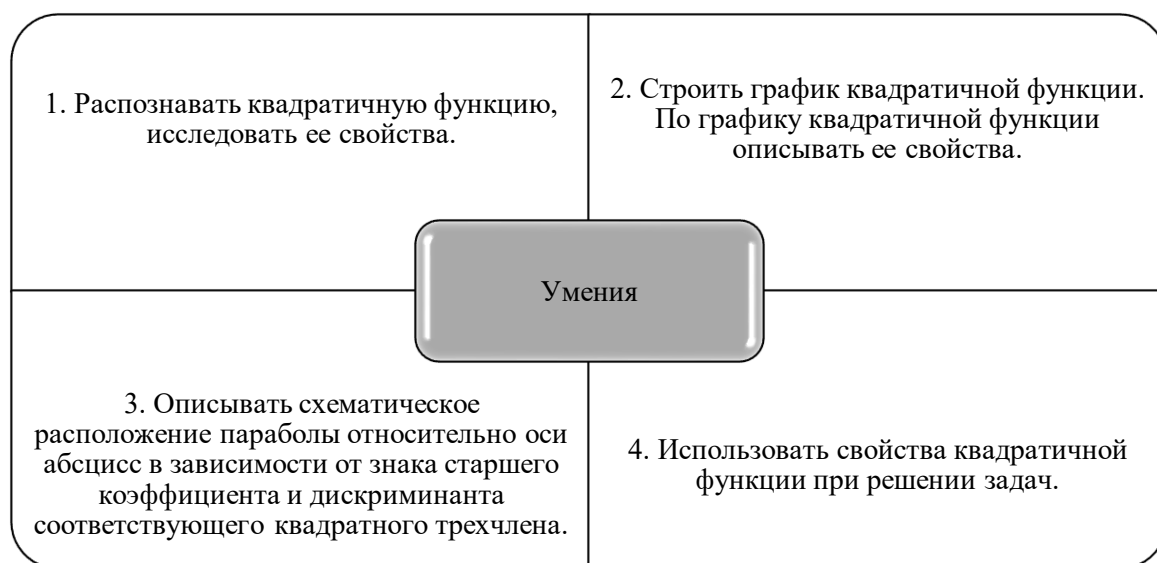 1. Распознавать квадратичную функцию,
исследовать ее свойства.
2. Строить график квадратичной функции.
По графику квадратичной функции
описывать ее свойства.
Умения
3. Описывать схематическое
расположение параболы относительно оси
абсцисс в зависимости от знака старшего
коэффициента и дискриминанта
соответствующего квадратного трехчлена.
4. Использовать свойства квадратичной
функции при решении задач.